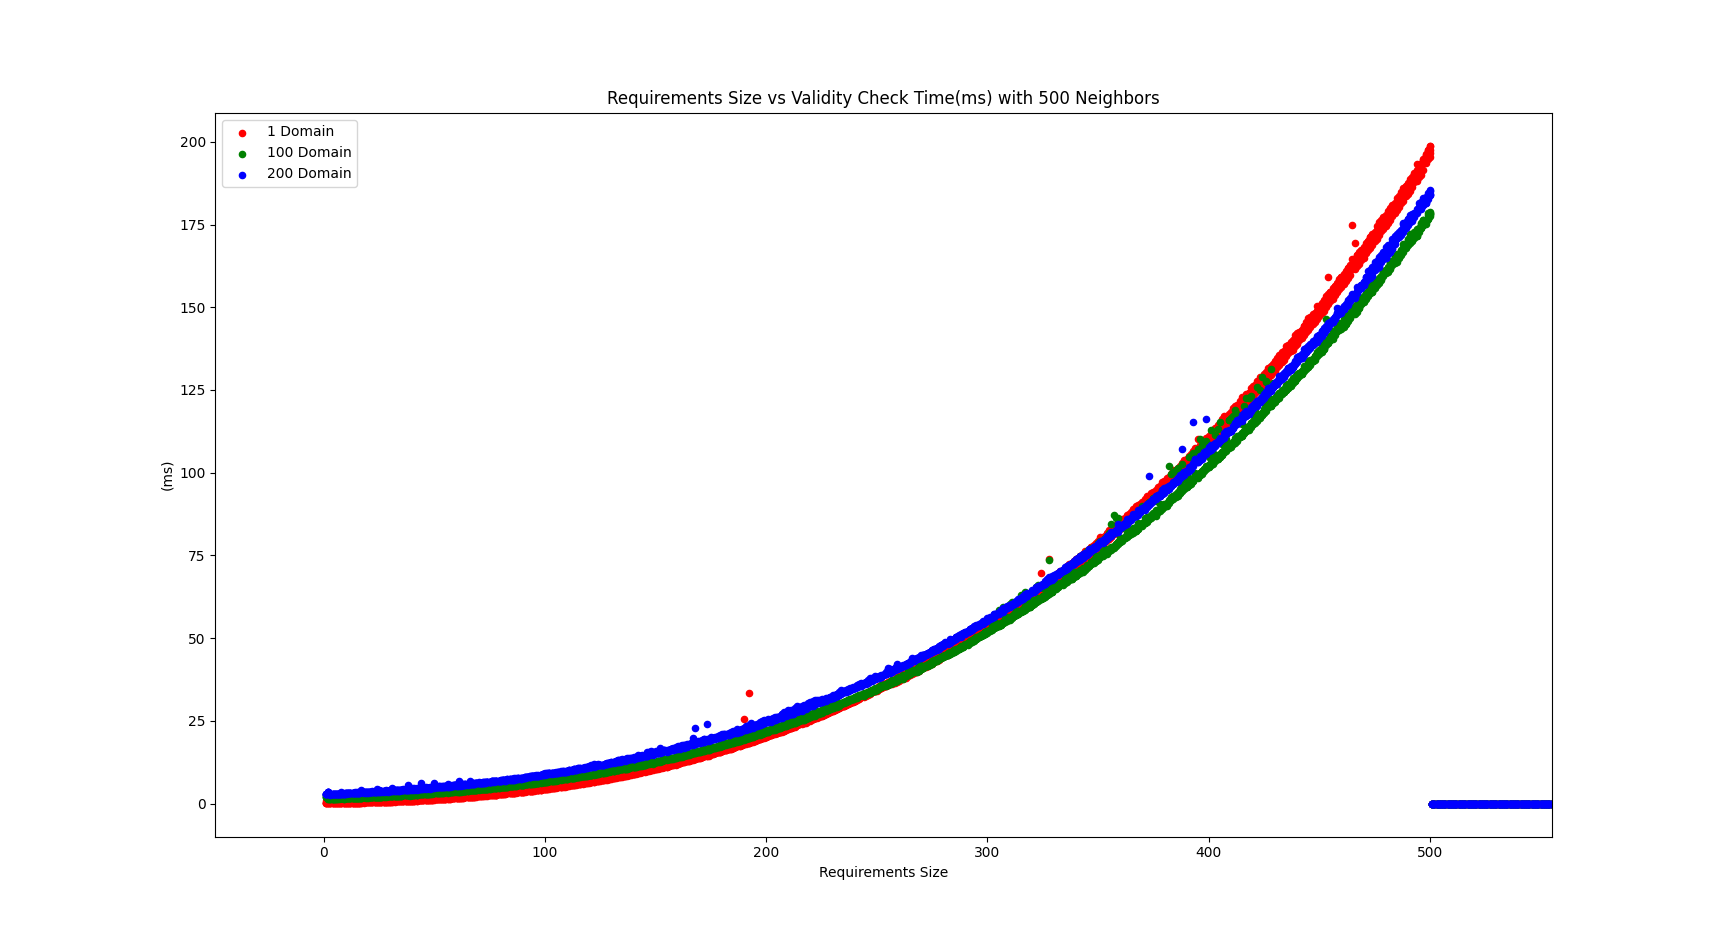 Requirements Size vs Validity Check Time(ms) with 500 Neighbors
1 Domain
100 Domain
200 Domain
200
175
150
125
100
75
50
25
0
(ms)
0 100 200 300 400 500
Requirements Size